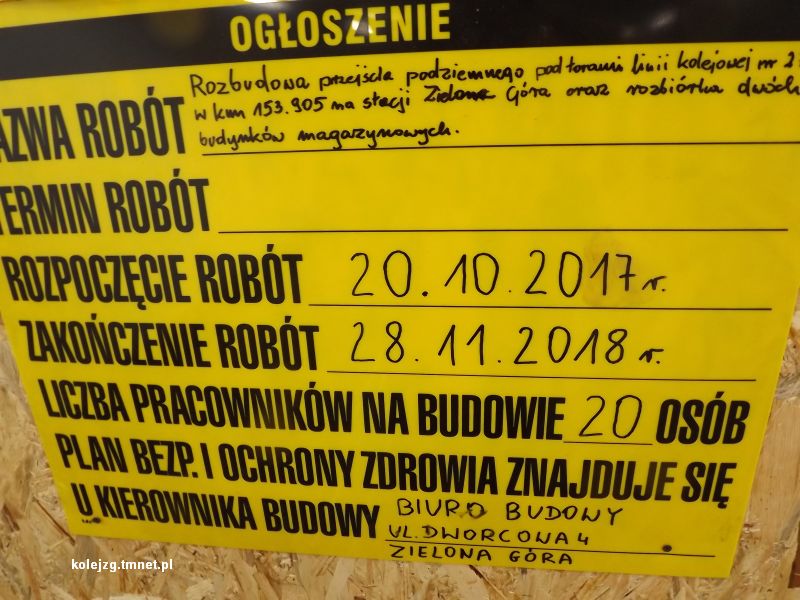 OGŁOSZENIE
AZWA ROBÓT Rozbudowa przejścia podziemnego pod torami linii kolejowej nr 2
w km 153.905 na stacji Zielona Góra oraz rozbiórka dwóch
budynków magazynowych.
TERMIN ROBÓT
ROZPOCZĘCIE ROBÓT 20.10.2017 r.
ZAKOŃCZENIE ROBÓT 28.11.2018 r.
LICZBA PRACOWNIKÓW NA BUDOWIE 20 OSÓB
PLAN BEZP. I OCHRONY ZDROWIA ZNAJDUJE SIĘ
U KIEROWNIKA BUDOWY BIURO BUDOWY
UL. DWORCOWA 4
ZIELONA GÓRA
kolejzg.tmnet.pl